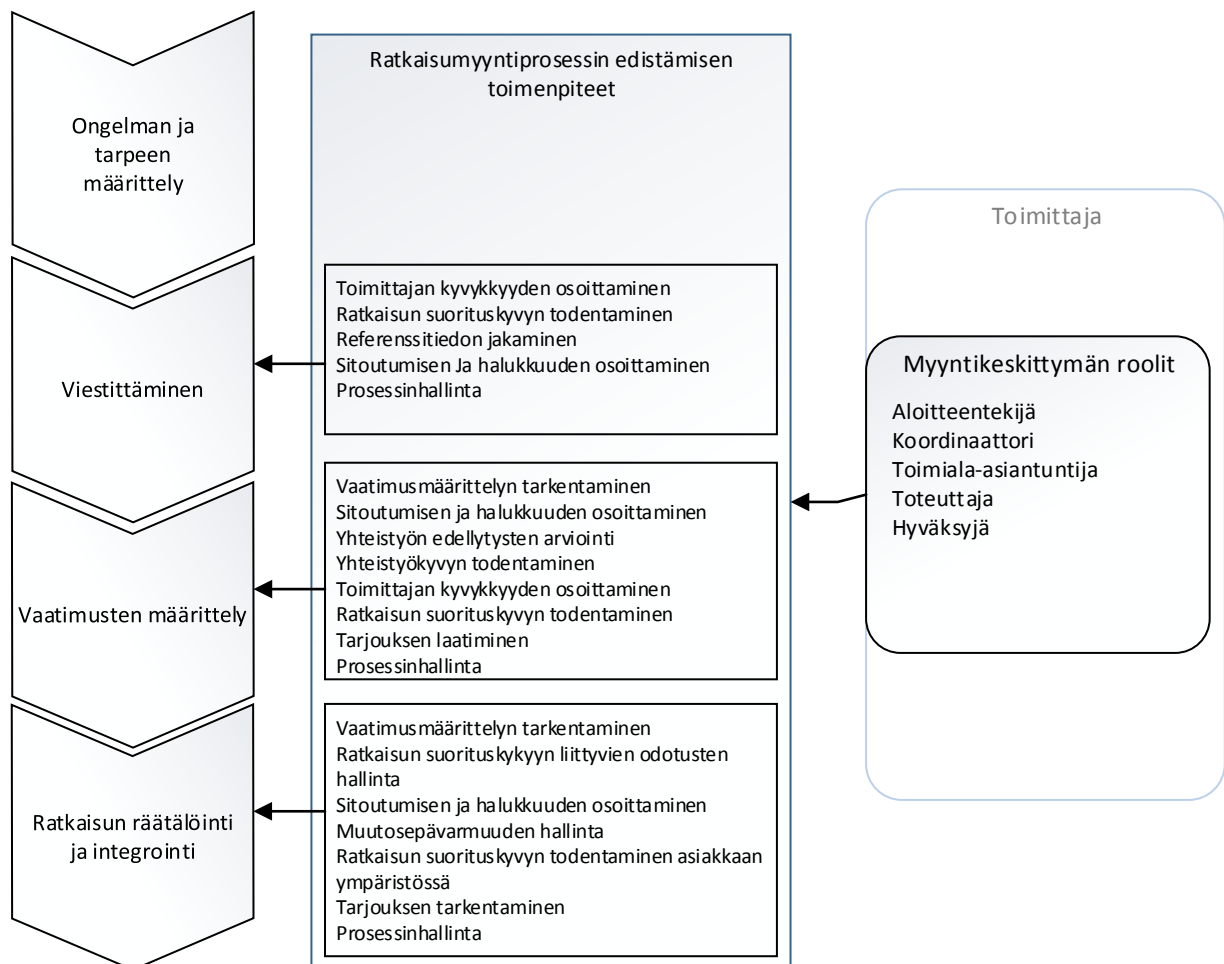 Ongelman ja
tarpeen
määrittely
Viestittäminen
Vaatimusten määrittely
Ratkaisun räätälöinti
ja integrointi
Ratkaisumyyntiprosessin edistämisen
toimenpiteet
Toimittajan kyvykkyyden osoittaminen
Ratkaisun suorituskyvyn todentaminen
Referenssitiedon jakaminen
Sitoutumisen Ja halukkuuden osoittaminen
Prosessinhallinta
Vaatimusmäärittelyn tarkentaminen
Sitoutumisen ja halukkuuden osoittaminen
Yhteistyön edellytysten arviointi
Yhteistyökyvyn todentaminen
Toimittajan kyvykkyyden osoittaminen
Ratkaisun suorituskyvyn todentaminen
Tarjouksen laatiminen
Prosessinhallinta
Vaatimusmäärittelyn tarkentaminen
Ratkaisun suorituskykyyn liittyvien odotusten
hallinta
Sitoutumisen ja halukkuuden osoittaminen
Muutosepävarmuuden hallinta
Ratkaisun suorituskyvyn todentaminen asiakkaan
ympäristössä
Tarjouksen tarkentaminen
Prosessinhallinta
Toimittaja
Myyntikeskittymän roolit
Aloitteentekijä
Koordinaattori
Toimiala-asiantuntija
Toteuttaja
Hyväksyjä